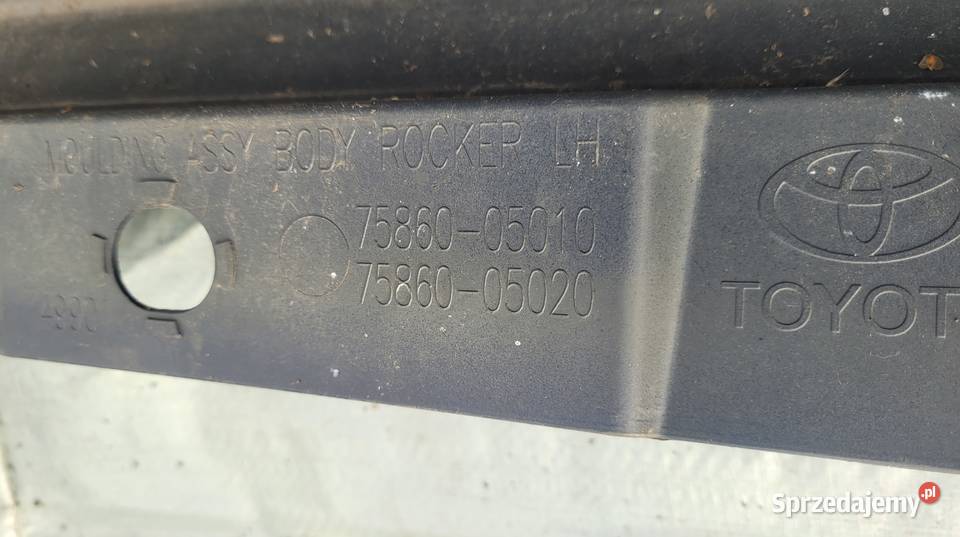 MOULDING ASSY BODY ROCKER LH
75860-05010
75860-05020
TOYOT
Sprzedajemy.pl